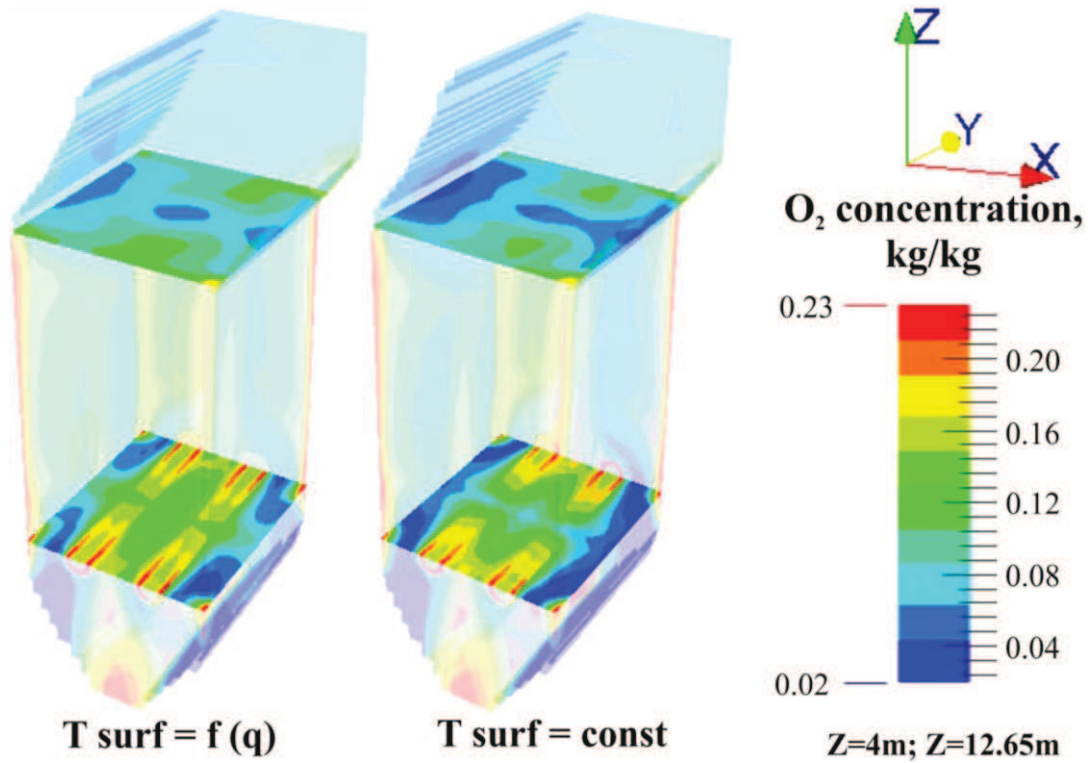 Z
Y
X
O₂ concentration,
kg/kg
0.23
0.20
0.16
0.12
0.08
0.04
0.02
T surf = f (q)
T surf = const
Z=4m; Z=12.65m